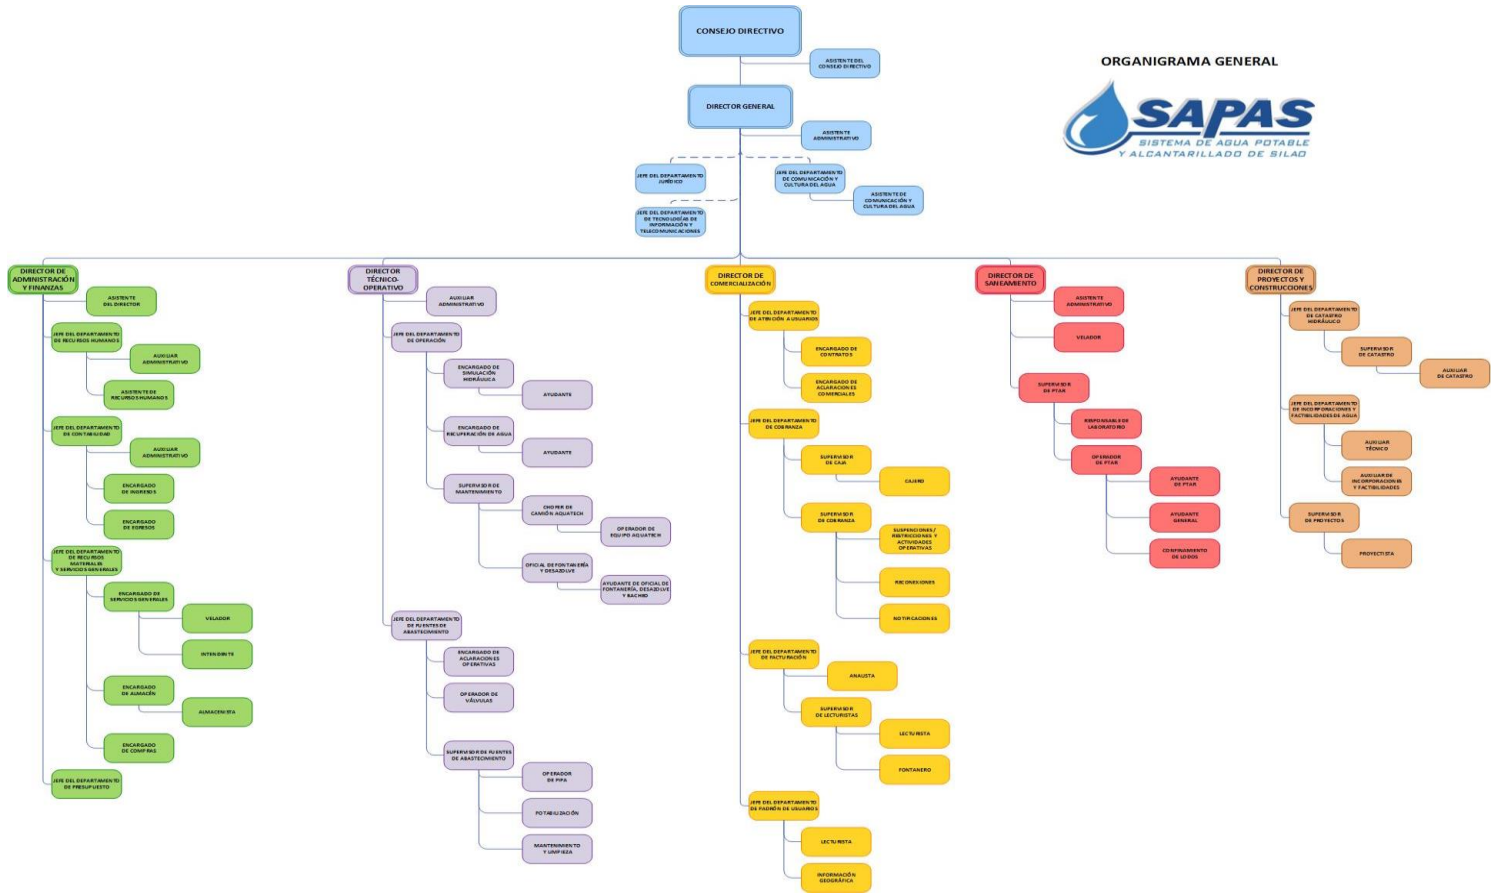 CONSEJO DIRECTIVO
ASISTENTE DEL
CONSEJO DIRECTIVO
ORGANIGRAMA GENERAL
SAPAS
SISTEMA DE AGUA POTABLE
Y ALCANTARILLADO DE SILAO
DIRECTOR GENERAL
ASISTENTE
ADMINISTRATIVO
JEFE DEL DEPARTAMENTO
JURÍDICO
JEFE DEL DEPARTAMENTO
DE COMUNICACIÓN Y
CULTURA DEL AGUA
ASISTENTE DE
COMUNICACIÓN Y
CULTURA DEL AGUA
JEFE DEL DEPARTAMENTO
DE TECNOLOGÍAS DE
INFORMACIÓN Y
TELECOMUNICACIONES
DIRECTOR DE
ADMINISTRACIÓN
Y FINANZAS
ASISTENTE
DEL DIRECTOR
JEFE DEL DEPARTAMENTO
DE RECURSOS HUMANOS
AUXILIAR
ADMINISTRATIVO
ASISTENTE DE
RECURSOS HUMANOS
JEFE DEL DEPARTAMENTO
DE CONTABILIDAD
AUXILIAR
ADMINISTRATIVO
ENCARGADO
DE INGRESOS
ENCARGADO
DE EGRESOS
JEFE DEL DEPARTAMENTO
DE RECURSOS
MATERIALES
Y SERVICIOS GENERALES
ENCARGADO DE
SERVICIOS GENERALES
VELADOR
INTENDENTE
ENCARGADO
DE ALMACÉN
ALMACENISTA
ENCARGADO
DE COMPRAS
JEFE DEL DEPARTAMENTO
DE PRESUPUESTO
DIRECTOR
TÉCNICO-
OPERATIVO
AUXILIAR
ADMINISTRATIVO
JEFE DEL DEPARTAMENTO
DE OPERACIÓN
ENCARGADO DE
SIMULACIÓN
HIDRÁULICA
AYUDANTE
ENCARGADO DE
RECUPERACIÓN DE AGUA
AYUDANTE
SUPERVISOR DE
MANTENIMIENTO
CHOFER DE
CAMIÓN AQUATECH
OPERADOR DE
EQUIPO AQUATECH
OFICIAL DE FONTANERÍA
Y DESAZOLVE
AYUDANTE DE OFICIAL DE
FONTANERÍA, DESAZOLVE
Y BACHEO
JEFE DEL DEPARTAMENTO
DE FUENTES DE
ABASTECIMIENTO
ENCARGADO DE
ACLARACIONES
OPERATIVAS
OPERADOR DE
VÁLVULAS
SUPERVISOR DE FUENTES
DE ABASTECIMIENTO
OPERADOR
DE PIPA
POTABILIZACIÓN
MANTENIMIENTO
Y LIMPIEZA
DIRECTOR DE
COMERCIALIZACIÓN
JEFE DEL DEPARTAMENTO
DE ATENCIÓN A USUARIOS
ENCARGADO DE
CONTRATOS
ENCARGADO DE
ACLARACIONES
COMERCIALES
JEFE DEL DEPARTAMENTO
DE COBRANZA
SUPERVISOR
DE CAJA
CAJERO
SUPERVISOR
DE COBRANZA
SUSPENCIONES/
RESTRICCIONES Y
ACTIVIDADES
OPERATIVAS
RECONEXIONES
NOTIFICACIONES
JEFE DEL DEPARTAMENTO
DE FACTURACIÓN
ANALISTA
SUPERVISOR
DE LECTURISTAS
LECTURISTA
FONTANERO
JEFE DEL DEPARTAMENTO
DE PADRÓN DE USUARIOS
LECTURISTA
INFORMACIÓN
GEOGRÁFICA
DIRECTOR DE
SANEAMIENTO
ASISTENTE
ADMINISTRATIVO
VELADOR
SUPERVISOR
DE PTAR
RESPONSABLE DE
LABORATORIO
OPERADOR
DE PTAR
AYUDANTE
DE PTAR
AYUDANTE
GENERAL
CONFINAMIENTO
DE LODOS
DIRECTOR DE
PROYECTOS Y
CONSTRUCCIONES
JEFE DEL DEPARTAMENTO
DE CATASTRO
HIDRÁULICO
SUPERVISOR
DE CATASTRO
AUXILIAR
DE CATASTRO
JEFE DEL DEPARTAMENTO
DE INCORPORACIONES Y
FACTIBILIDADES DE AGUA
AUXILIAR
TÉCNICO
AUXILIAR DE
INCORPORACIONES
Y FACTIBILIDADES
SUPERVISOR
DE PROYECTOS
PROYECTISTA